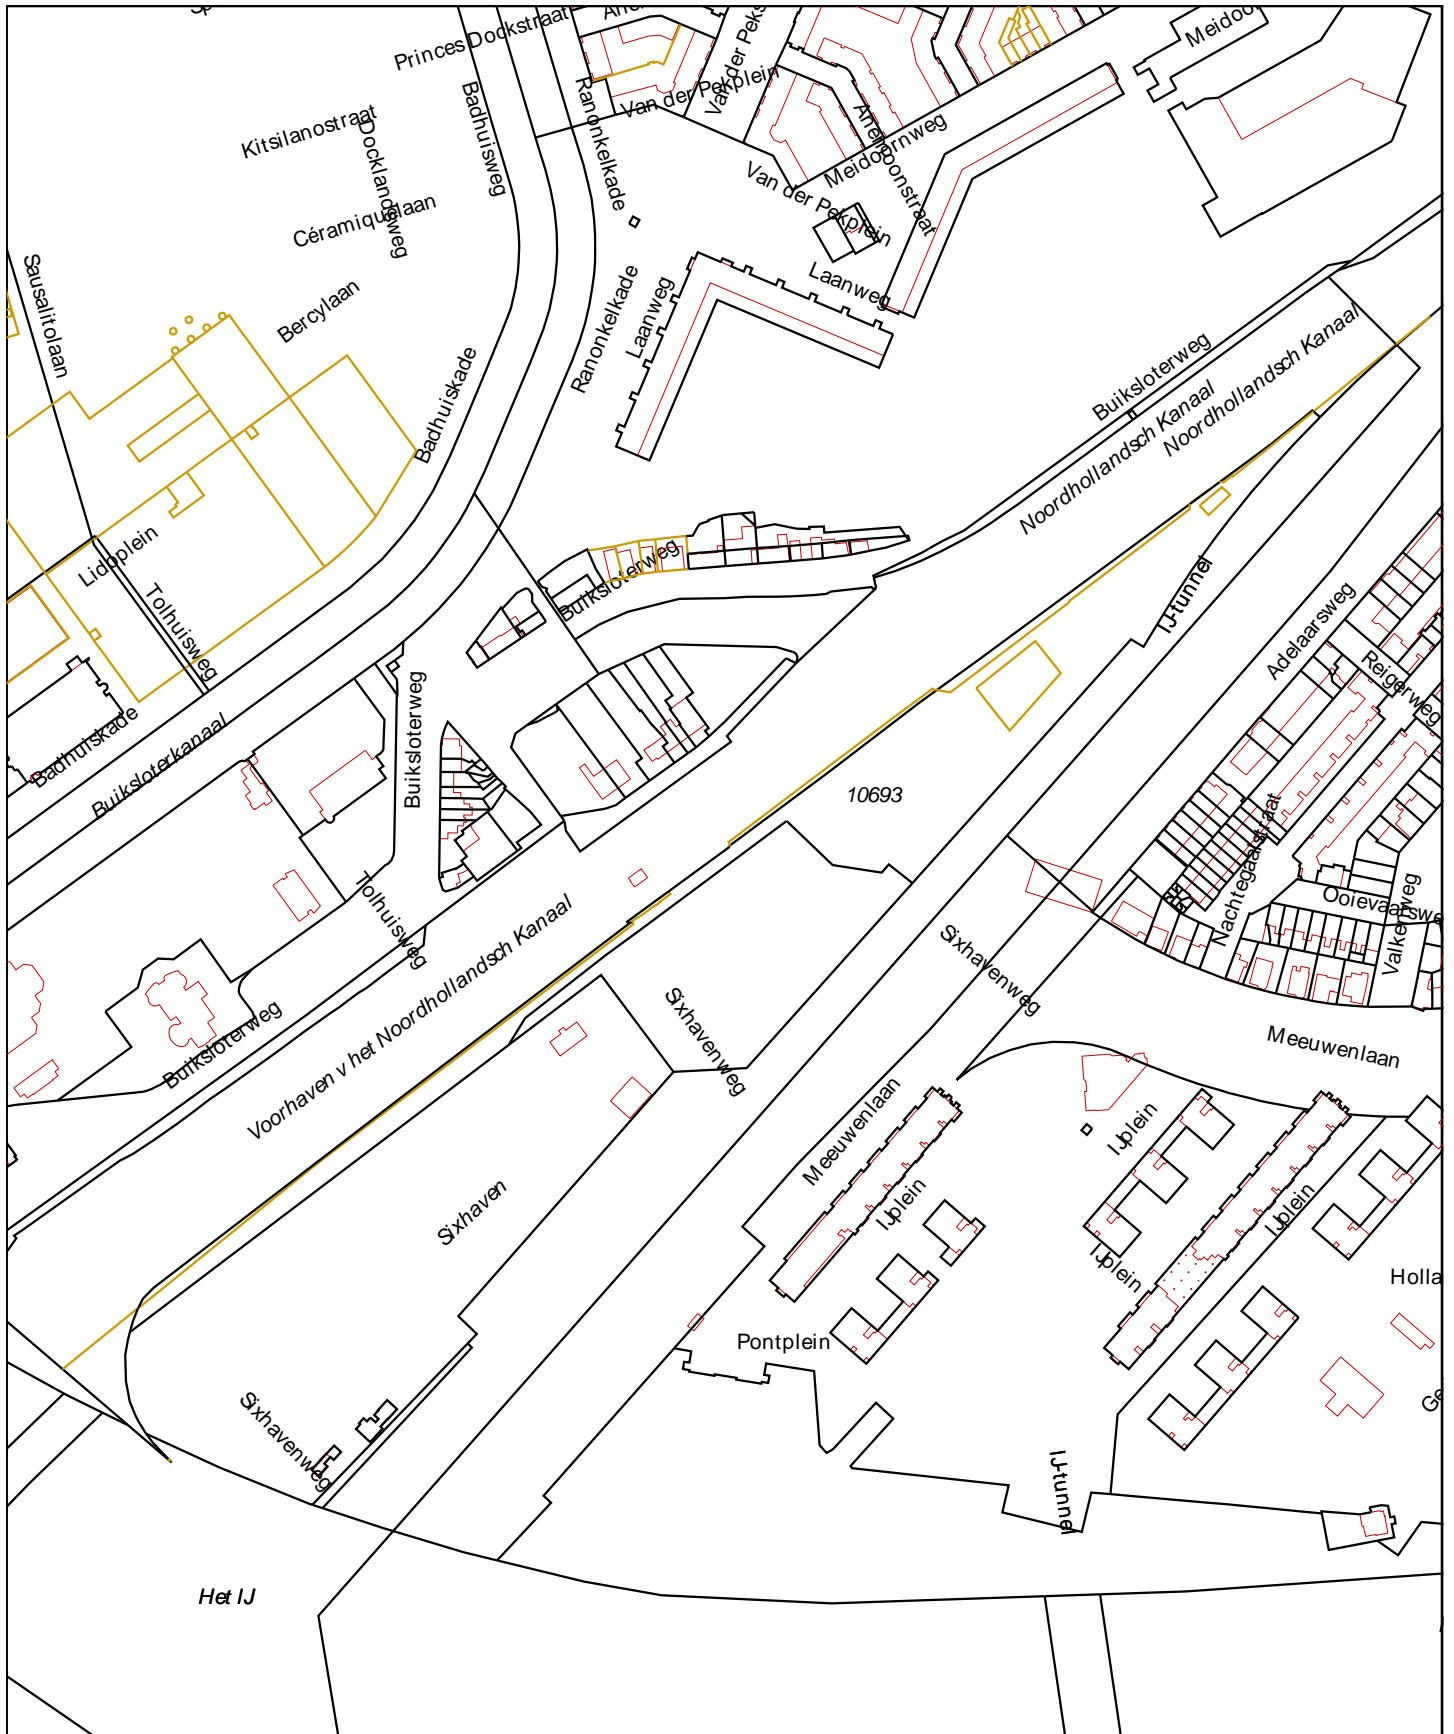 Princes Dockstraat
Van der Pekplein
Meidoornweg
Kitsilanostraat
Docklandsweg
Badhuisweg
Ranonkelkade
Anemoonstraat
Van der Pekplein
Céramiquelaan
Sausalitolaan
Bercylaan
Laanweg
Laanweg
Ranonkelkade
Badhuiskade
Buiksloterweg
Noordhollandsch Kanaal
Noordhollandsch Kanaal
Lidoplein
Tolhuisweg
Buiksloterweg
IJ-tunnel
Adelaarsweg
Reigerweg
Badhuiskade
Buiksloterkanaal
Buiksloterweg
10693
Nachtegaalstraat
Tolhuisweg
Valkenweg
Voorhaven v het Noordhollandsch Kanaal
Sixhavenweg
Sixhavenweg
Buiksloterweg
Meeuwenlaan
Meeuwenlaan
IJplein
IJplein
IJplein
IJplein
Sixhaven
Holla
Pontplein
Sixhavenweg
IJ-tunnel
Het IJ